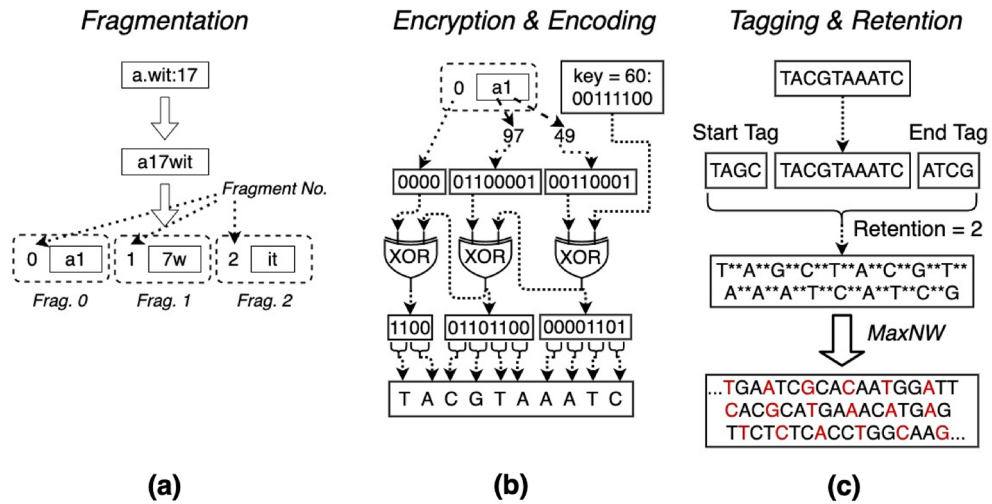 Fragmentation
a.wit:17
a17wit
Fragment No.
0 a1
1 7w
2 it
Frag. 0
Frag. 1
Frag. 2
(a)
Encryption & Encoding
0 a1
key = 60:
00111100
97
49
0000
01100001
00110001
XOR
XOR
XOR
1100
01101100
00001101
T A C G T A A A T C
(b)
Tagging & Retention
TACGTAAATC
Start Tag
End Tag
TAGC
TACGTAAATC
ATCG
Retention = 2
T**A**G**C**T**A**C**G**T**
A**A**A**T**C**A**T**C**G
MaxNW
...TGAATCGCACAATGGATT
CACGCATGAAACATGAG
TTCTCTCACCTGGCAAG...
(c)